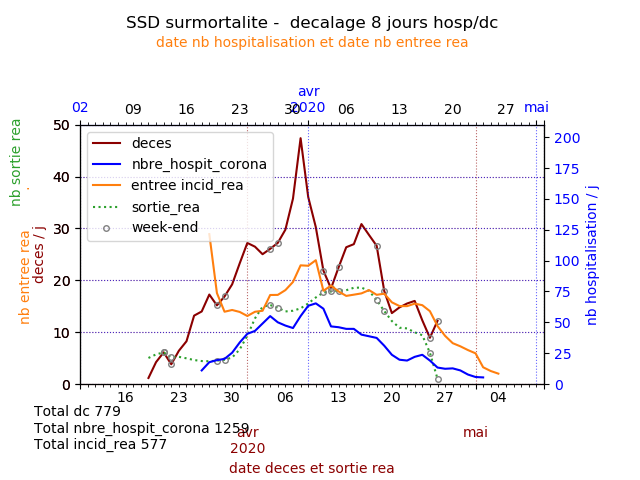 SSD surmortalite - decalage 8 jours hosp/dc
date nb hospitalisation et date nb entree rea
avr
02 09 16 23 30 2020 06 13 20 27 mai
nb sortie rea
.
nb entree rea
deces / j
50
40
30
20
10
0
deces
nbre_hospit_corona
entree incid_rea
sortie_rea
week-end
200
175
150
125
100
75
50
25
0
nb hospitalisation / j
16 23 30 06 13 20 27 04
Total dc 779
Total nbre_hospit_corona 1259
Total incid_rea 577
avr
2020
mai
date deces et sortie rea